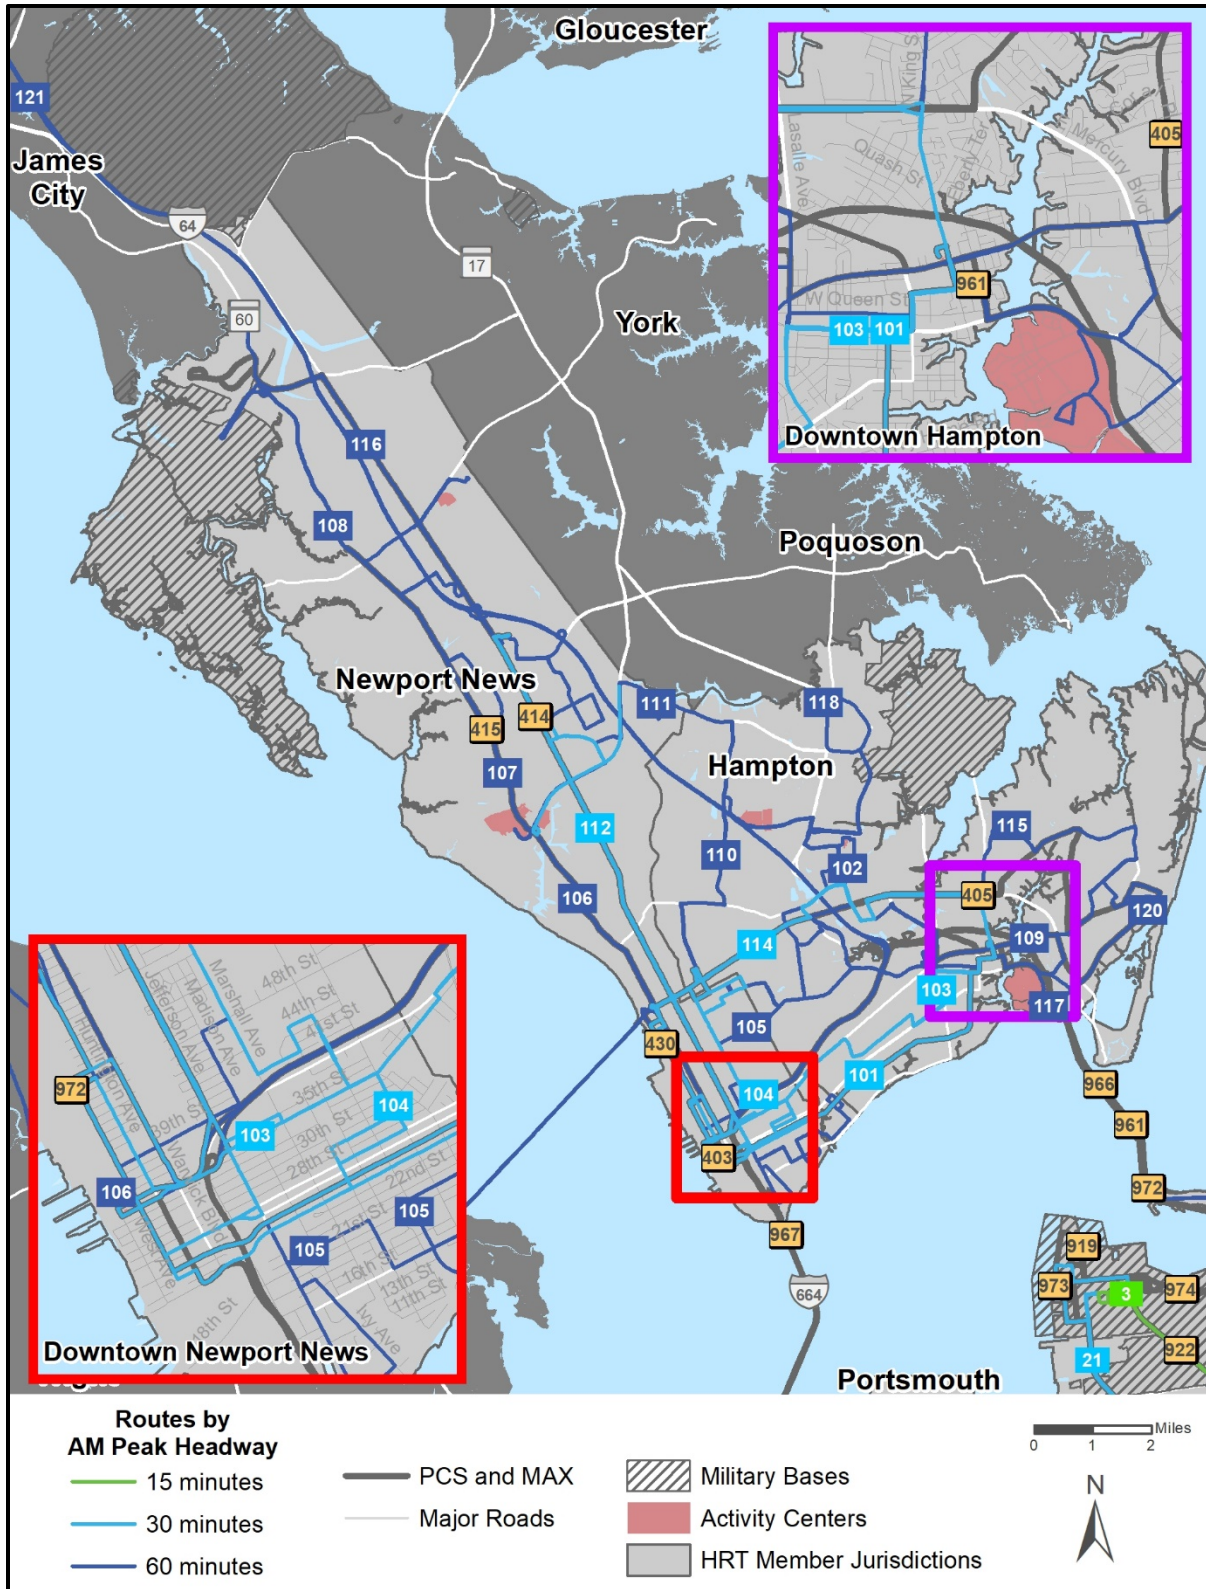 Gloucester
121
James
City
64
17
60
York
116
108
Poquoson
Newport News
415
414
111
118
Hampton
107
112
110
102
115
405
120
106
114
109
103
117
105
430
101
104
403
966
961
972
967
664
919
973
974
3
922
21
Portsmouth
N King St
Lasalle Ave
Quash St
E Mercury Blvd
405
W Queen St
961
103
101
Downtown Hampton
48th St
44th St
41st St
Marshall Ave
Madison Ave
Jefferson Ave
Huntington Ave
972
39th St
35th St
104
103
30th St
28th St
22nd St
106
Warwick Blvd
West Ave
21st St
105
105
16th St
13th St
11th St
18th St
Ivy Ave
Downtown Newport News
Routes by
AM Peak Headway
15 minutes
30 minutes
60 minutes
PCS and MAX
Major Roads
Military Bases
Activity Centers
HRT Member Jurisdictions
Miles
0 1 2
N